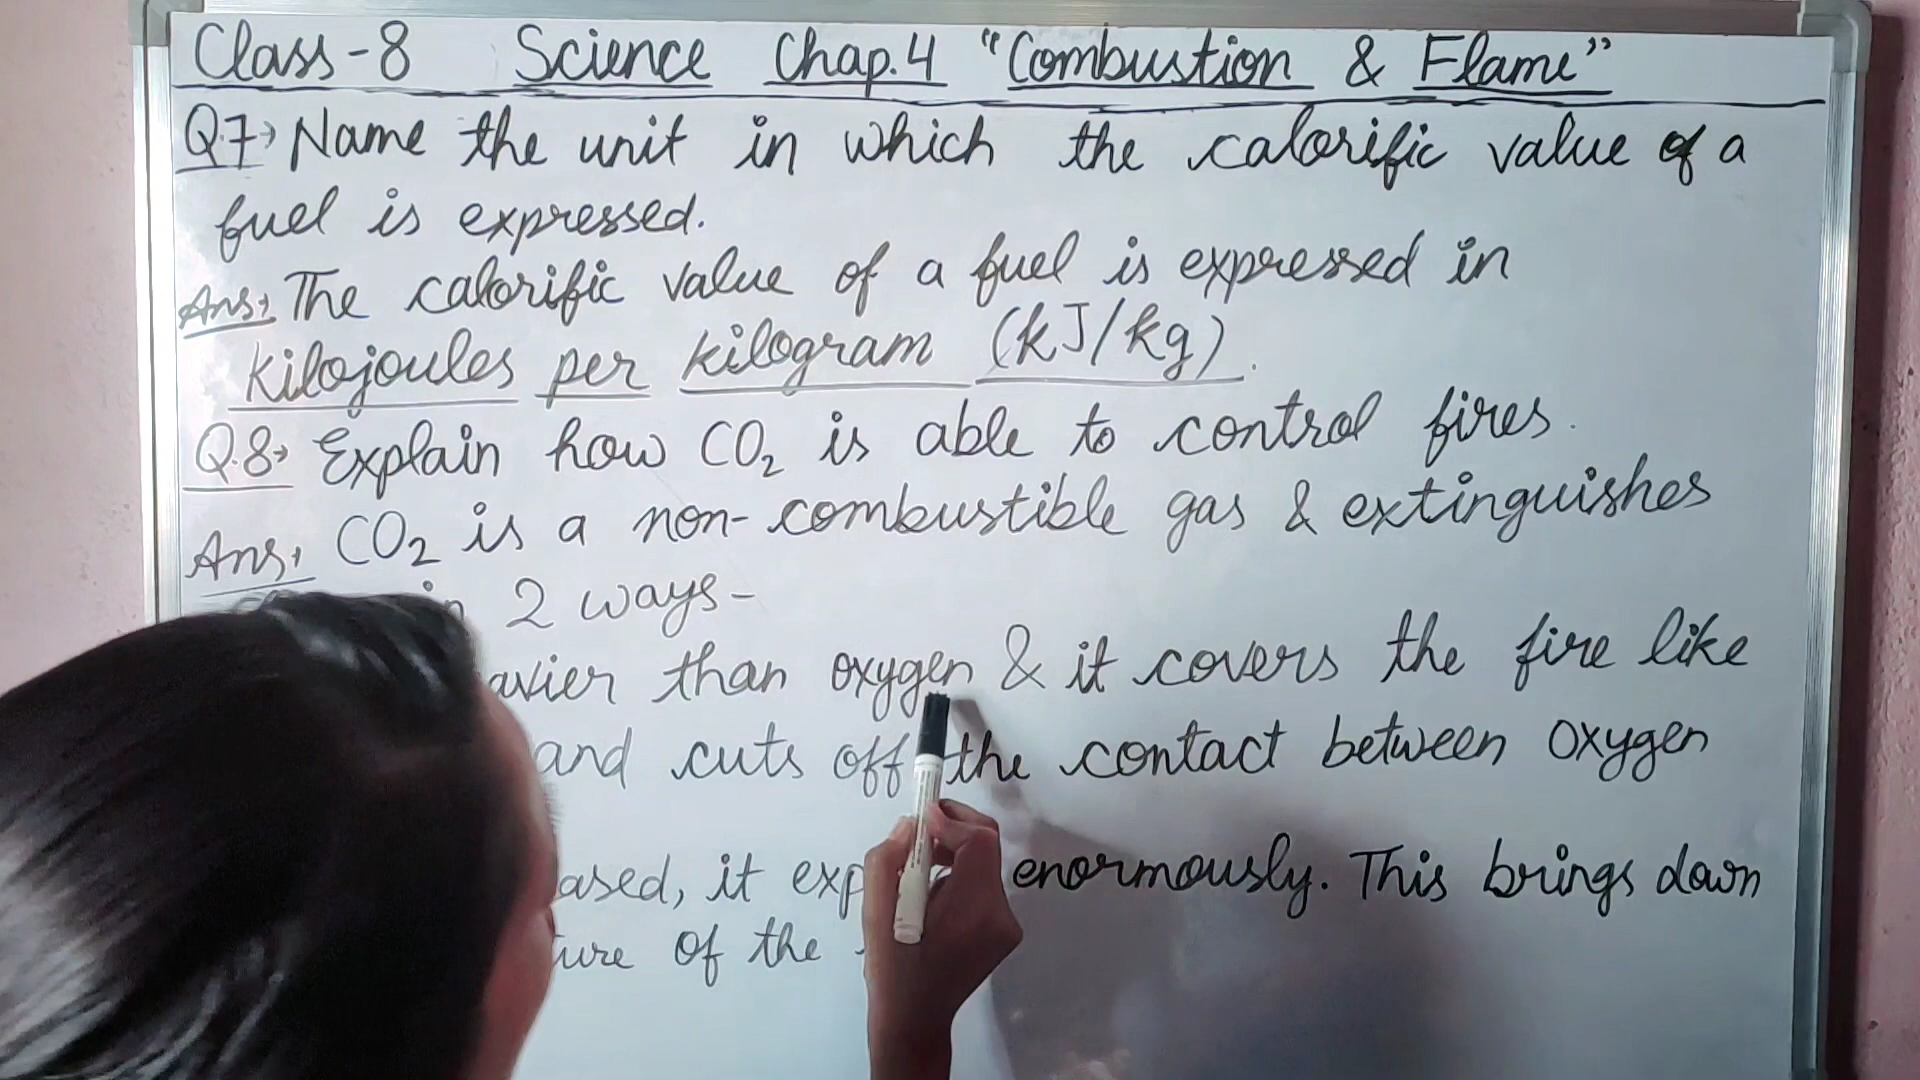 Class-8 Science Chap.4 "Combustion & Flame"
Q.7→ Name the unit in which the calorific value of a
fuel is expressed.
Ans→ The calorific value of a fuel is expressed in
kilojoules per kilogram (kJ/kg).
Q.8→ Explain how CO₂ is able to control fires.
Ans→ CO₂ is a non-combustible gas & extinguishes
2 ways-
than oxygen & it covers the fire like
and cuts off the contact between oxygen
it enormously. This brings down
of the